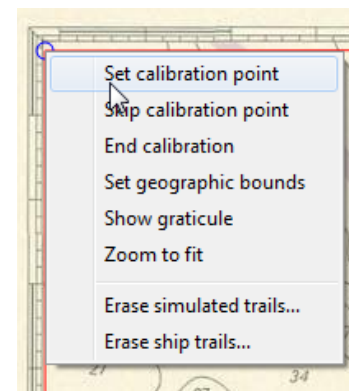 Set calibration point
Skip calibration point
End calibration
Set geographic bounds
Show graticule
Zoom to fit
Erase simulated trails...
Erase ship trails...
34